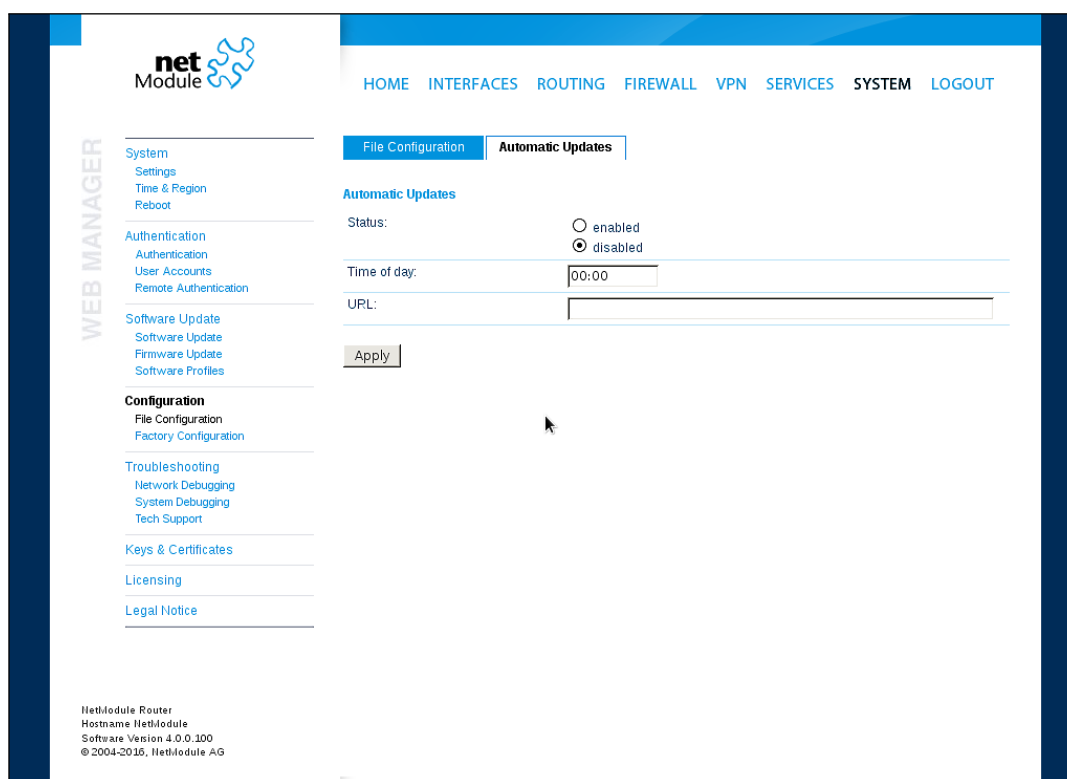 net
Module
HOME INTERFACES ROUTING FIREWALL VPN SERVICES SYSTEM LOGOUT
WEB MANAGER
System
Settings
Time & Region
Reboot
Authentication
Authentication
User Accounts
Remote Authentication
Software Update
Software Update
Firmware Update
Software Profiles
Configuration
File Configuration
Factory Configuration
Troubleshooting
Network Debugging
System Debugging
Tech Support
Keys & Certificates
Licensing
Legal Notice
File Configuration Automatic Updates
Automatic Updates
Status: enabled
disabled
Time of day: 00:00
URL:
Apply
NetModule Router
Hostname NetModule
Software Version 4.0.0.100
© 2004-2016, NetModule AG